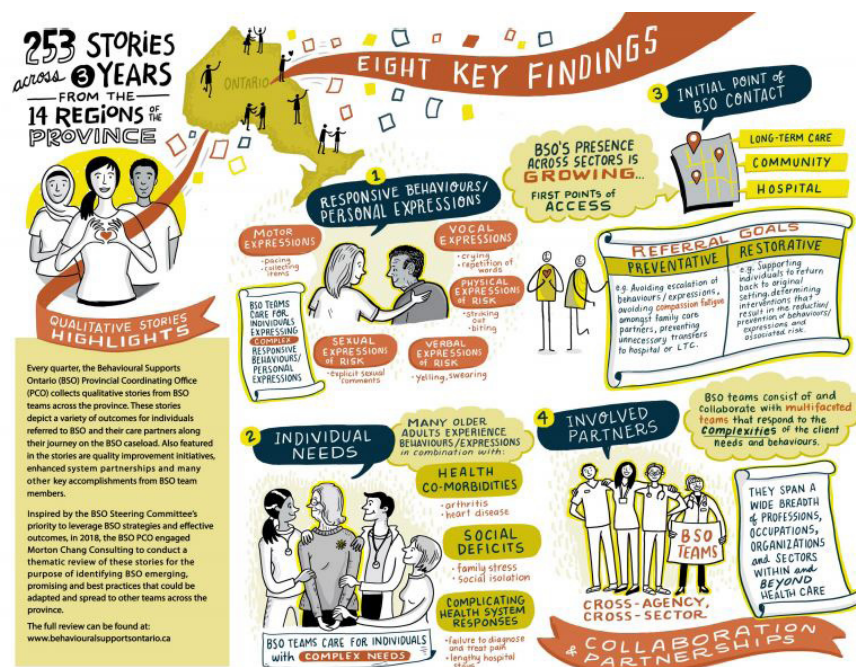 253 STORIES
across 3 YEARS
FROM THE
14 REGIONS OF THE
PROVINCE
ONTARIO
EIGHT KEY FINDINGS
QUALITATIVE STORIES
HIGHLIGHTS
Every quarter, the Behavioural Supports
Ontario (BSO) Provincial Coordinating Office
(PCO) collects qualitative stories from BSO
teams across the province. These stories
depict a variety of outcomes for individuals
referred to BSO and their care partners along
their journey on the BSO caseload. Also featured
in the stories are quality improvement initiatives,
enhanced system partnerships and many
other key accomplishments from BSO team
members.
Inspired by the BSO Steering Committee's
priority to leverage BSO strategies and effective
outcomes, in 2018, the BSO PCO engaged
Morton Chang Consulting to conduct a
thematic review of these stories for the
purpose of identifying BSO emerging,
promising and best practices that could be
adapted and spread to other teams across the
province.
The full review can be found at:
www.behaviouralsupportsontario.ca
1
RESPONSIVE BEHAVIOURS/
PERSONAL EXPRESSIONS
MOTOR
EXPRESSIONS
• pacing
• collecting
items
VOCAL
EXPRESSIONS
• crying
• repetition of
words
PHYSICAL
EXPRESSIONS
of RISK
• striking
out
• biting
SEXUAL
EXPRESSIONS
of RISK
• explicit sexual
comments
VERBAL
EXPRESSIONS
of RISK
• Yelling, swearing
BSO TEAMS
CARE FOR
INDIVIDUALS
EXPRESSING
COMPLEX
RESPONSIVE
BEHAVIOURS/
PERSONAL
EXPRESSIONS
2
INDIVIDUAL
NEEDS
MANY OLDER
ADULTS EXPERIENCE
BEHAVIOURS/EXPRESSIONS
in combination with:
HEALTH
CO-MORBIDITIES
• arthritis
• heart disease
SOCIAL
DEFICITS
• family stress
• social isolation
COMPLICATING
HEALTH SYSTEM
RESPONSES
• failure to diagnose
and treat pain
• lengthy hospital
BSO TEAMS CARE FOR INDIVIDUALS
with COMPLEX NEEDS
3
INITIAL POINT of
BSO CONTACT
BSO'S PRESENCE
ACROSS SECTORS IS
GROWING...
FIRST POINTS of
ACCESS
LONG-TERM CARE
COMMUNITY
HOSPITAL
REFERRAL GOALS
PREVENTATIVE
e.g. Avoiding escalation of
behaviours/expressions,
avoiding compassion fatigue
amongst family care
partners, preventing
unnecessary transfers
to hospital or LTC.
RESTORATIVE
e.g. Supporting
individuals to return
back to original
setting, determining
interventions that
result in the reduction/
prevention of behaviours/
expressions and
associated risk.
4
INVOLVED
PARTNERS
BSO teams consist of and
collaborate with multifaceted
teams that respond to the
complexities of the client
needs and behaviours.
BSO
TEAMS
CROSS-AGENCY,
CROSS-SECTOR
THEY SPAN A
WIDE BREADTH
of PROFESSIONS,
OCCUPATIONS,
ORGANIZATIONS
and SECTORS
WITHIN and
BEYOND
HEALTH CARE
COLLABORATION
& PARTNERSHIPS